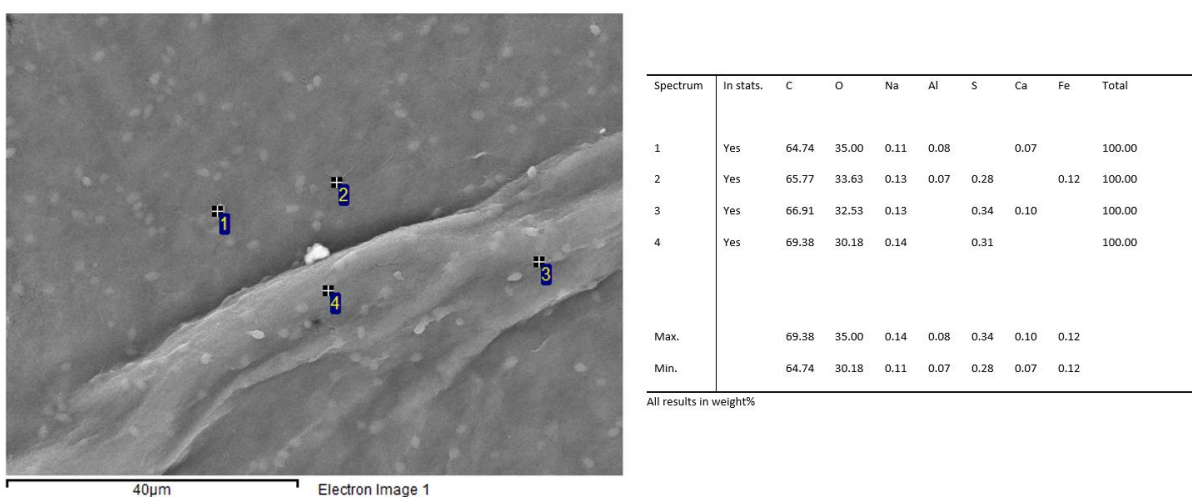 1
2
3
4
40µm Electron Image 1
Spectrum In stats. C O Na Al S Ca Fe Total
1 Yes 64.74 35.00 0.11 0.08 0.07 100.00
2 Yes 65.77 33.63 0.13 0.07 0.28 0.12 100.00
3 Yes 66.91 32.53 0.13 0.34 0.10 100.00
4 Yes 69.38 30.18 0.14 0.31 100.00
Max. 69.38 35.00 0.14 0.08 0.34 0.10 0.12
Min. 64.74 30.18 0.11 0.07 0.28 0.07 0.12
All results in weight%